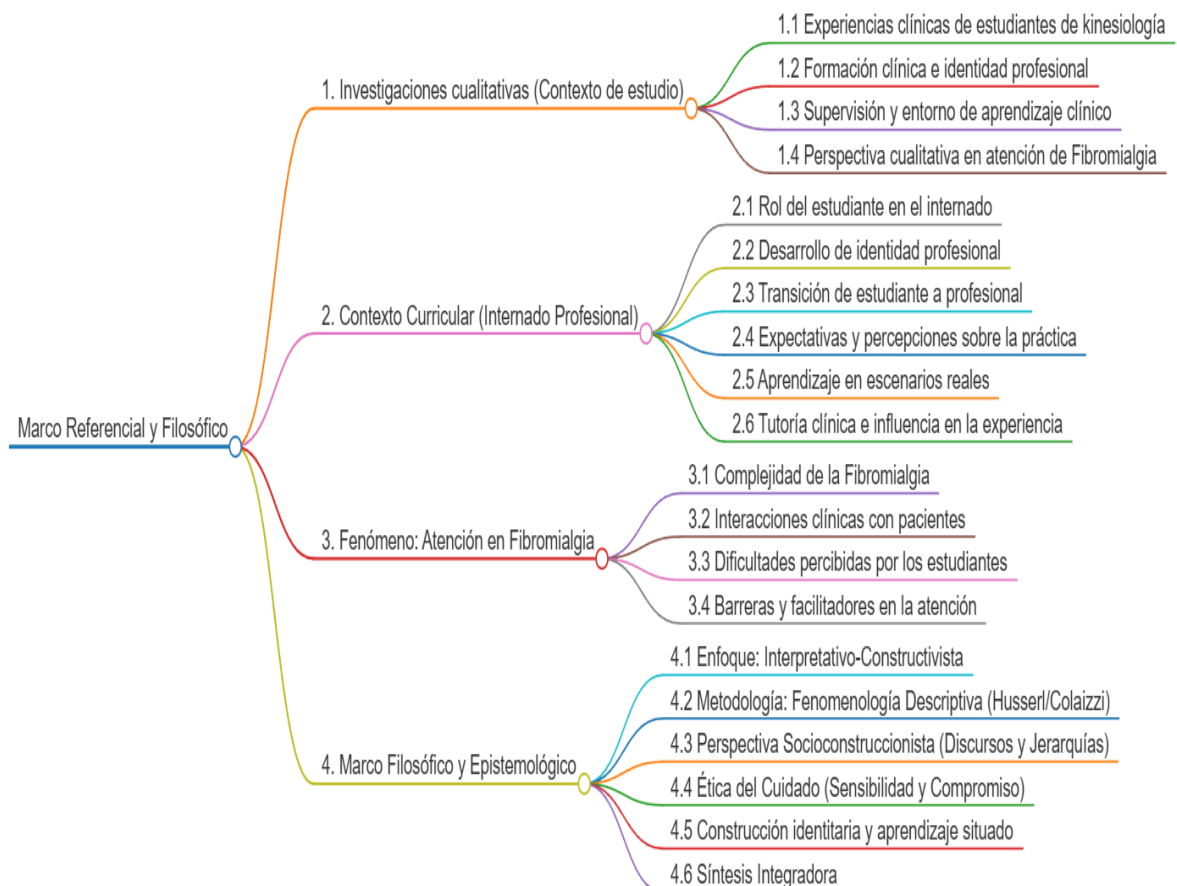 Marco Referencial y Filosófico
1. Investigaciones cualitativas (Contexto de estudio)
1.1 Experiencias clínicas de estudiantes de kinesiología
1.2 Formación clínica e identidad profesional
1.3 Supervisión y entorno de aprendizaje clínico
1.4 Perspectiva cualitativa en atención de Fibromialgia
2. Contexto Curricular (Internado Profesional)
2.1 Rol del estudiante en el internado
2.2 Desarrollo de identidad profesional
2.3 Transición de estudiante a profesional
2.4 Expectativas y percepciones sobre la práctica
2.5 Aprendizaje en escenarios reales
2.6 Tutoría clínica e influencia en la experiencia
3. Fenómeno: Atención en Fibromialgia
3.1 Complejidad de la Fibromialgia
3.2 Interacciones clínicas con pacientes
3.3 Dificultades percibidas por los estudiantes
3.4 Barreras y facilitadores en la atención
4. Marco Filosófico y Epistemológico
4.1 Enfoque: Interpretativo-Constructivista
4.2 Metodología: Fenomenología Descriptiva (Husserl/Colaizzi)
4.3 Perspectiva Socioconstruccionista (Discursos y Jerarquías)
4.4 Ética del Cuidado (Sensibilidad y Compromiso)
4.5 Construcción identitaria y aprendizaje situado
4.6 Síntesis Integradora